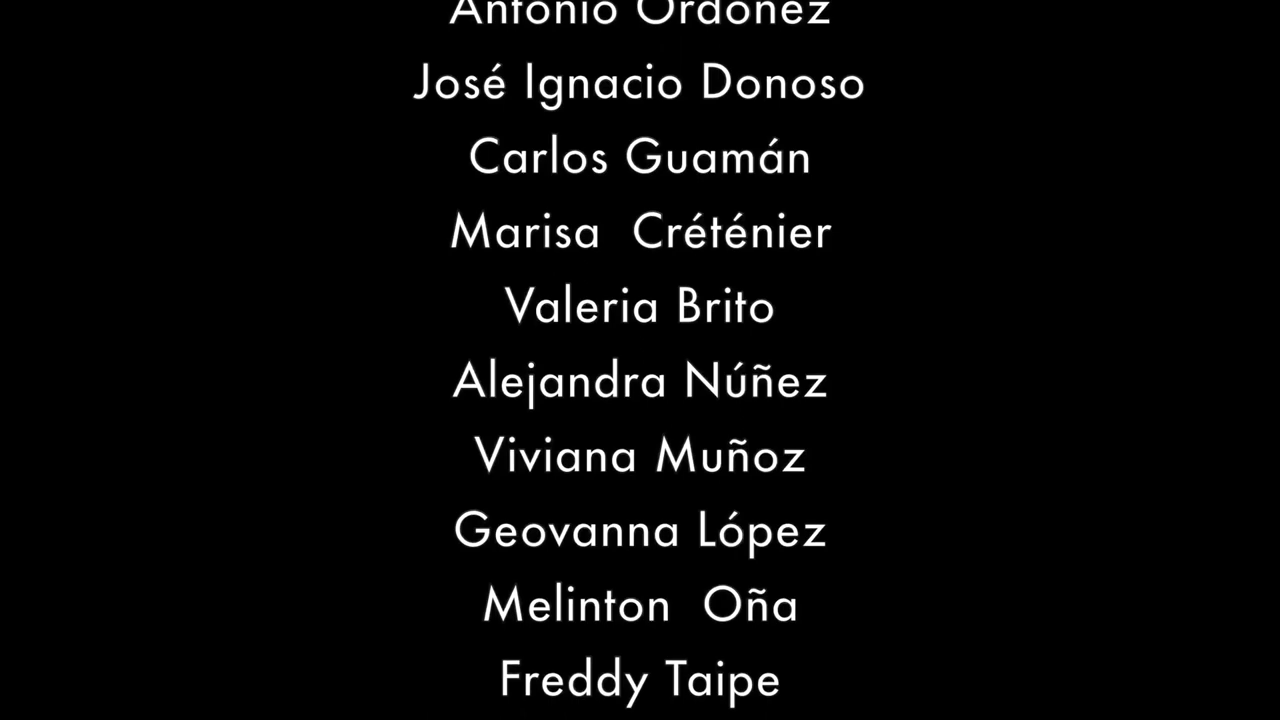 Antonio Ordóñez
José Ignacio Donoso
Carlos Guamán
Marisa  Créténier
Valeria Brito
Alejandra Núñez
Viviana Muñoz
Geovanna López
Melinton  Oña
Freddy Taipe